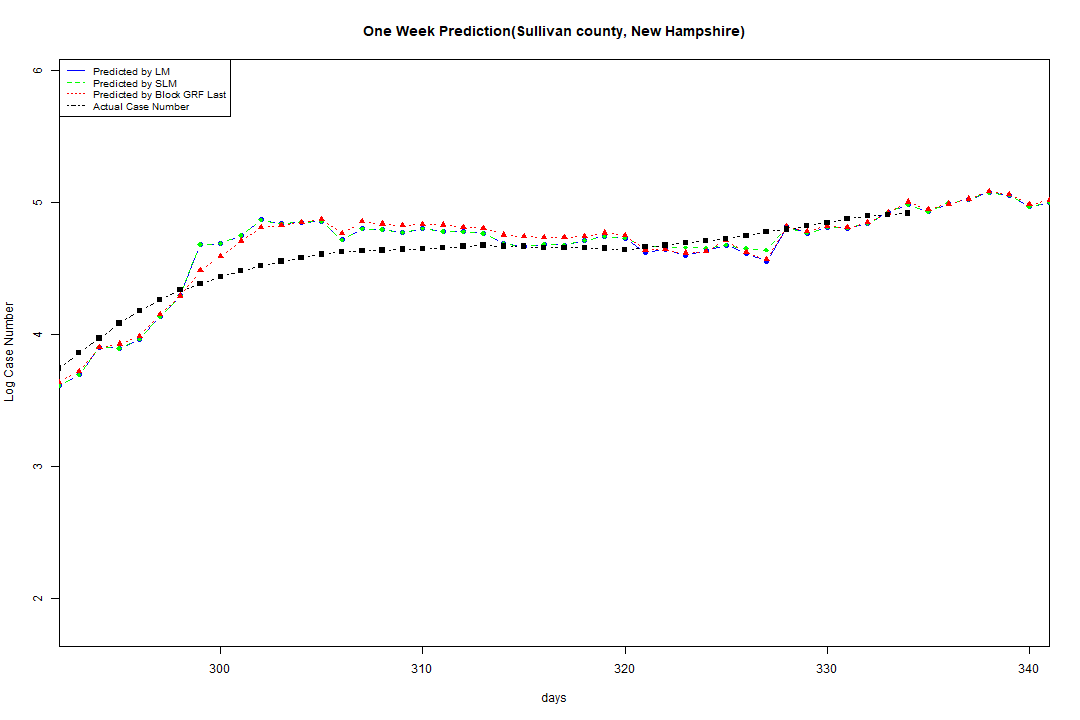 One Week Prediction(Sullivan county, New Hampshire)
Predicted by LM
Predicted by SLM
Predicted by Block GRF Last
Actual Case Number
6
5
4
3
2
Log Case Number
300 310 320 330 340
days